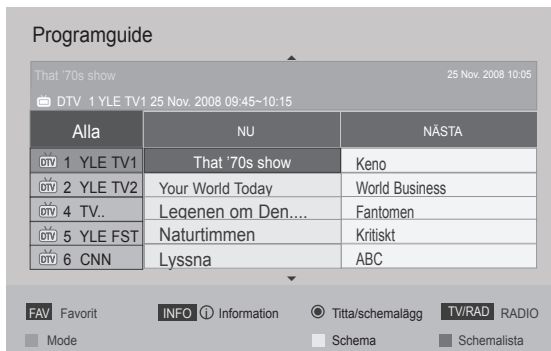 Programguide
That ’70s show 25 Nov. 2008 10:05
DTV 1 YLE TV1 25 Nov. 2008 09:45~10:15
Alla NU NÄSTA
DTV 1 YLE TV1 That ’70s show Keno
DTV 2 YLE TV2 Your World Today World Business
DTV 4 TV.. Legenen om Den.... Fantomen
DTV 5 YLE FST Naturtimmen Kritiskt
DTV 6 CNN Lyssna ABC
FAV Favorit INFO i Information Titta/schemalägg TV/RAD RADIO
Mode Schema Schemalista